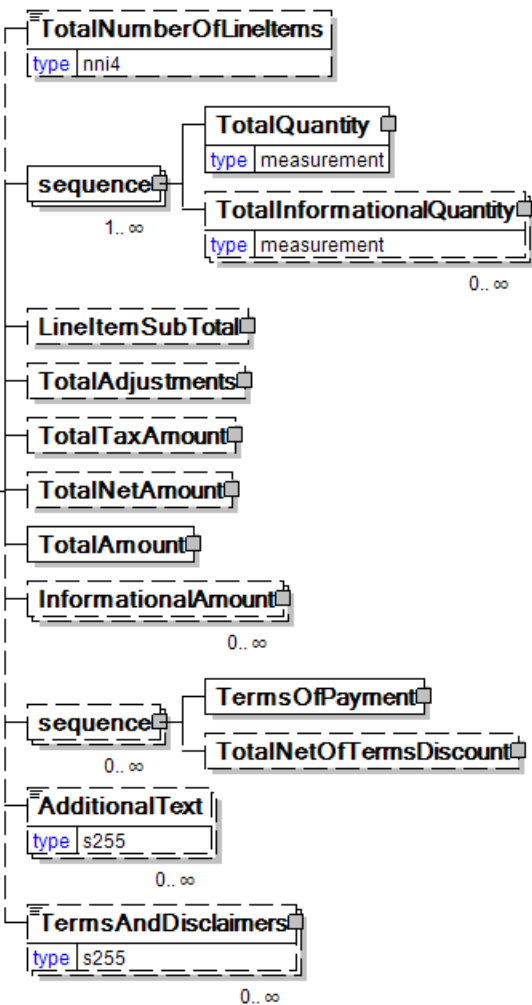 TotalNumberOfLineItems
type nni4
TotalQuantity
type measurement
sequence
1.. ∞
TotalInformationalQuantity
type measurement
0.. ∞
LineItemSubTotal
TotalAdjustments
TotalTaxAmount
TotalNetAmount
TotalAmount
InformationalAmount
0.. ∞
TermsOfPayment
sequence
0.. ∞
TotalNetOfTermsDiscount
AdditionalText
type s255
0.. ∞
TermsAndDisclaimers
type s255
0.. ∞